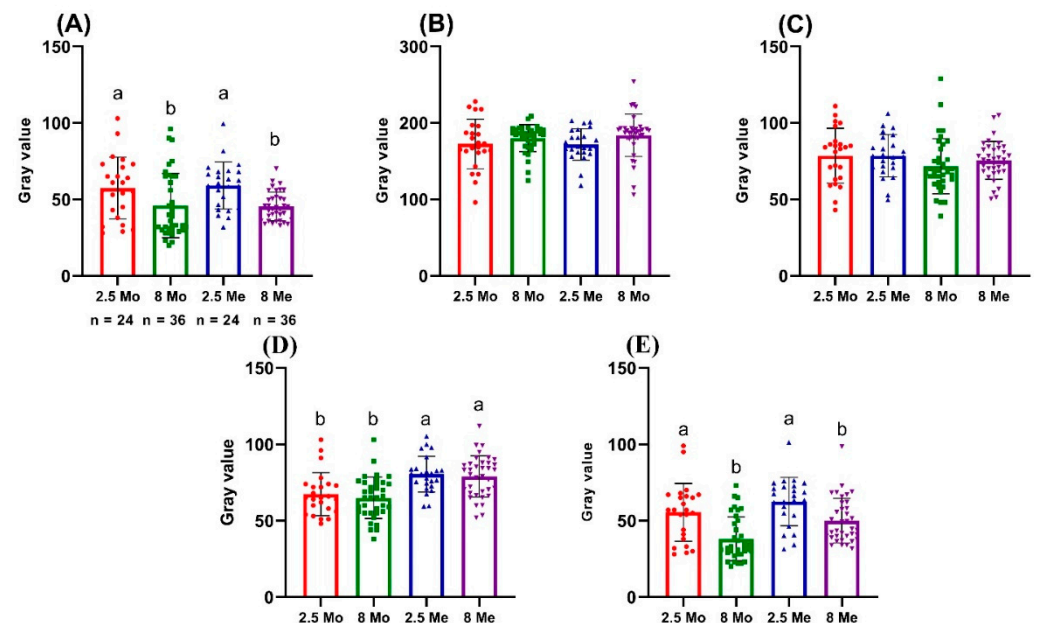 (A)
Gray value
150
100
50
0
a
b
a
b
2.5 Mo 8 Mo 2.5 Me 8 Me
n = 24 n = 36 n = 24 n = 36
(B)
Gray value
300
200
100
0
2.5 Mo 8 Mo 2.5 Me 8 Mo
(C)
Gray value
150
100
50
0
2.5 Mo 2.5 Me 8 Mo 8 Me
(D)
Gray value
150
100
50
0
b
b
a
a
2.5 Mo 8 Mo 2.5 Me 8 Me
(E)
Gray value
150
100
50
0
a
b
a
b
2.5 Mo 8 Mo 2.5 Me 8 Me